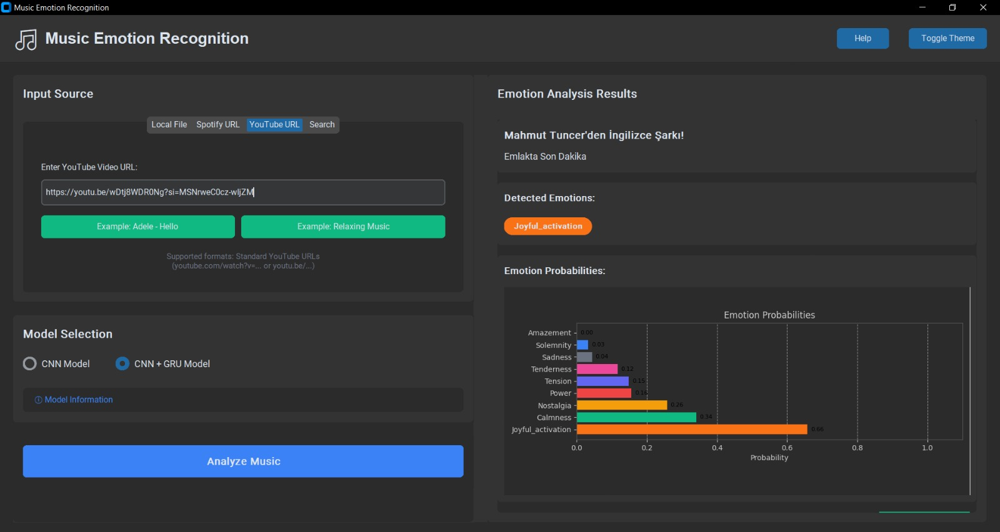 Music Emotion Recognition
Music Emotion Recognition
Help
Toggle Theme
Input Source
Local File Spotify URL YouTube URL Search
Enter YouTube Video URL:
https://youtu.be/wDtj8WDR0Ng?si=MSNrweC0cz-wIjZM
Example: Adele - Hello
Example: Relaxing Music
Supported formats: Standard YouTube URLs
(youtube.com/watch?v=... or youtu.be/...)
Model Selection
CNN Model
CNN + GRU Model
ⓘ Model Information
Analyze Music
Emotion Analysis Results
Mahmut Tuncer'den İngilizce Şarkı!
Emlakta Son Dakika
Detected Emotions:
Joyful_activation
Emotion Probabilities:
Emotion Probabilities
Amazement 0.00
Solemnity 0.03
Sadness 0.04
Tenderness 0.12
Tension 0.15
Power 0.16
Nostalgia 0.26
Calmness 0.34
Joyful_activation 0.66
0.0 0.2 0.4 0.6 0.8 1.0
Probability